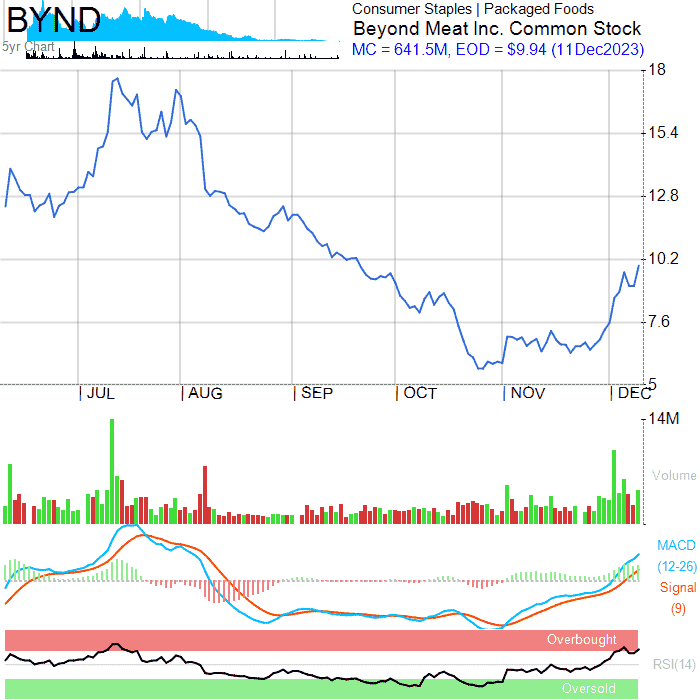 BYND
5yr Chart
Consumer Staples | Packaged Foods
Beyond Meat Inc. Common Stock
MC = 641.5M, EOD = $9.94 (11Dec2023)
18
15.4
12.8
10.2
7.6
5
JUL AUG SEP OCT NOV DEC
14M
Volume
MACD
(12-26)
Signal
(9)
Overbought
RSI(14)
Oversold